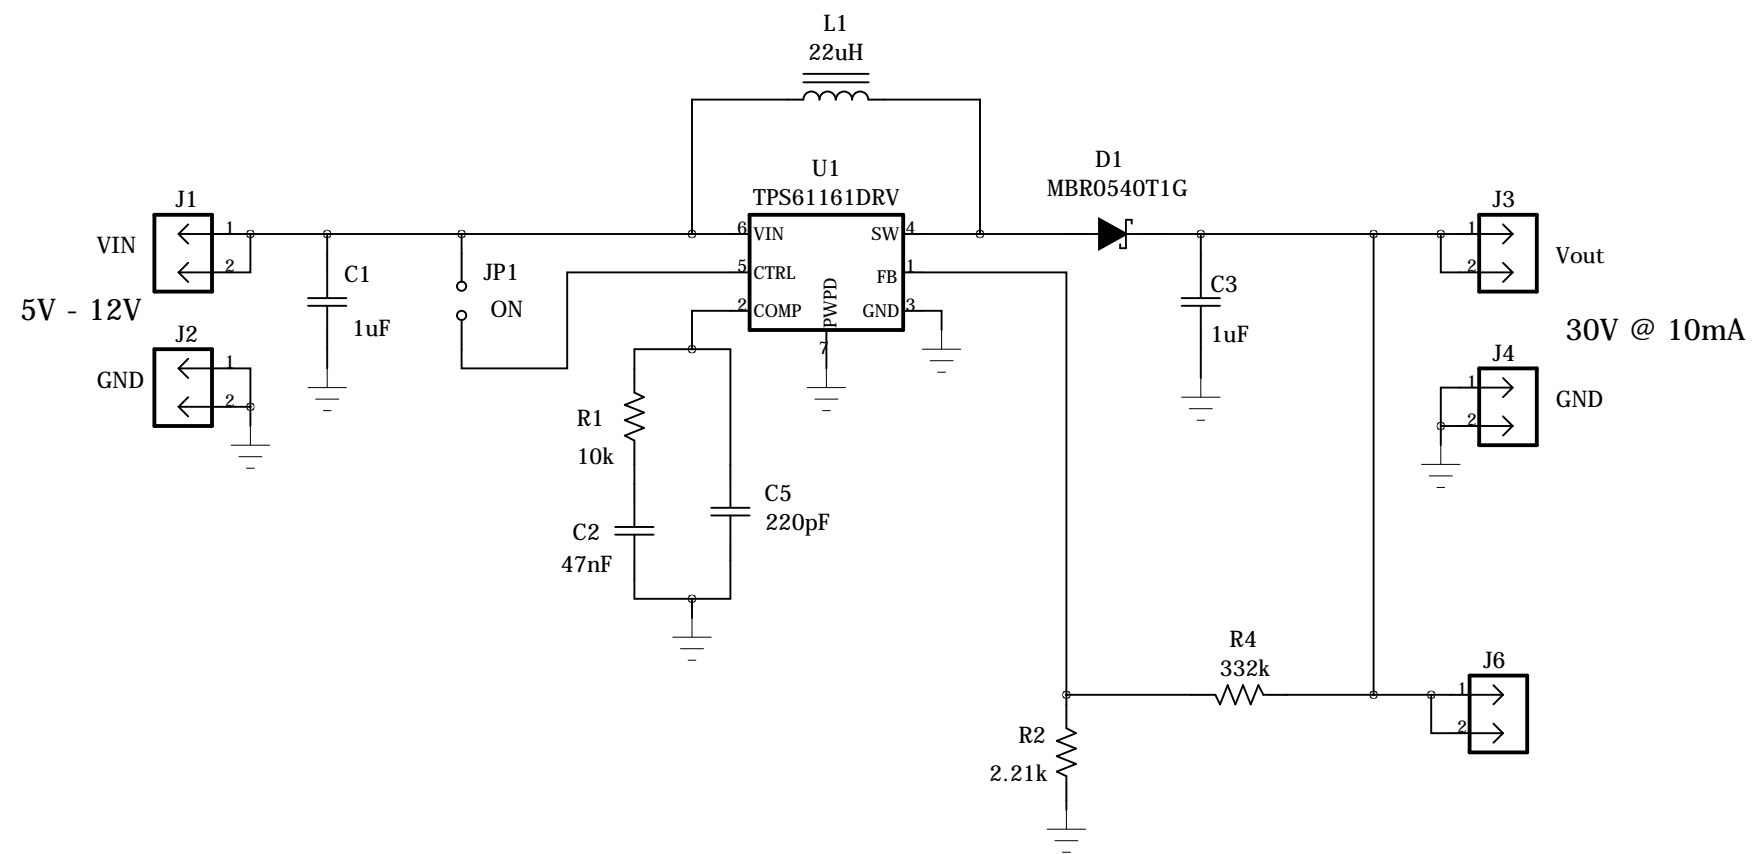 L1
22uH
U1
TPS61161DRV
D1
MBR0540T1G
J1
VIN
1
2
5V - 12V
J2
GND
1
2
C1
1uF
JP1
ON
6
VIN
5
CTRL
2
COMP
SW
4
FB
1
GND
3
PWPD
7
R1
10k
C2
47nF
C5
220pF
C3
1uF
J3
1
2
Vout
30V @ 10mA
J4
1
2
GND
R4
332k
R2
2.21k
J6
1
2